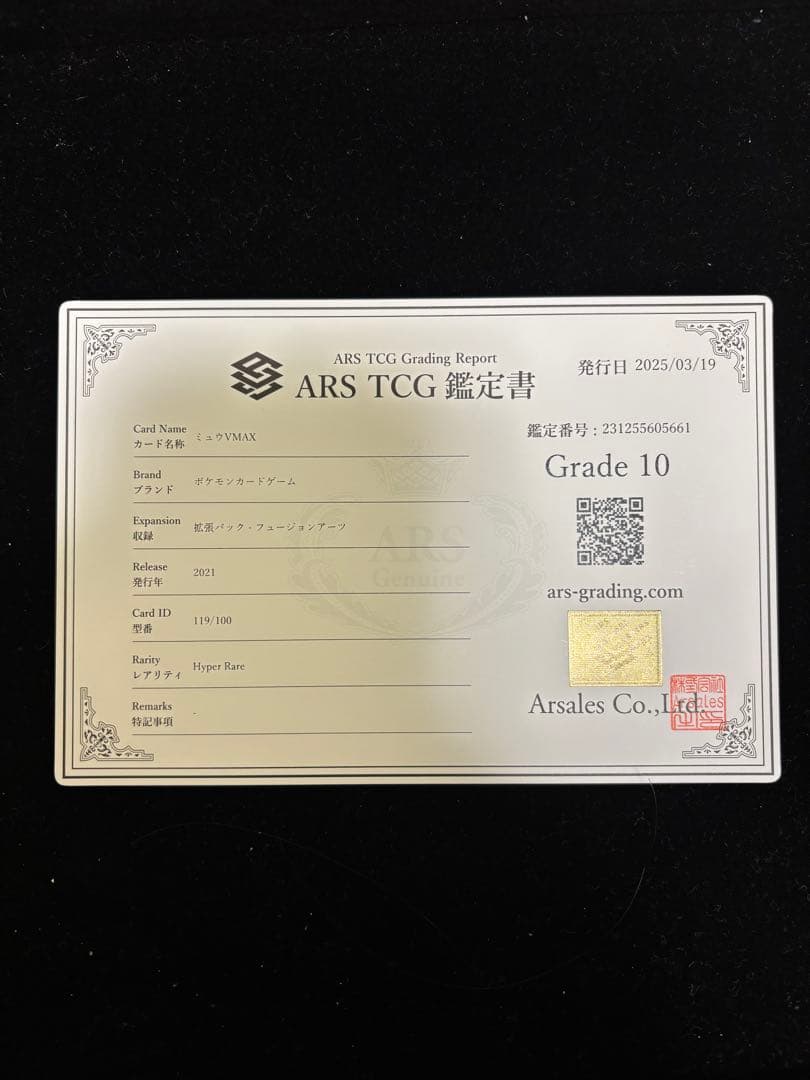 ARS TCG Grading Report
ARS TCG 鑑定書
発行日 2025/03/19
Card Name
カード名称
ミュウVMAX
Brand
ブランド
ポケモンカードゲーム
Expansion
収録
拡張パック・フュージョンアーツ
Release
発行年
2021
Card ID
型番
119/100
Rarity
レアリティ
Hyper Rare
Remarks
特記事項
-
ARS
Genuine
鑑定番号 : 231255605661
Grade 10
ars-grading.com
Arsales Co.,Ltd.
株式会社
Arsales